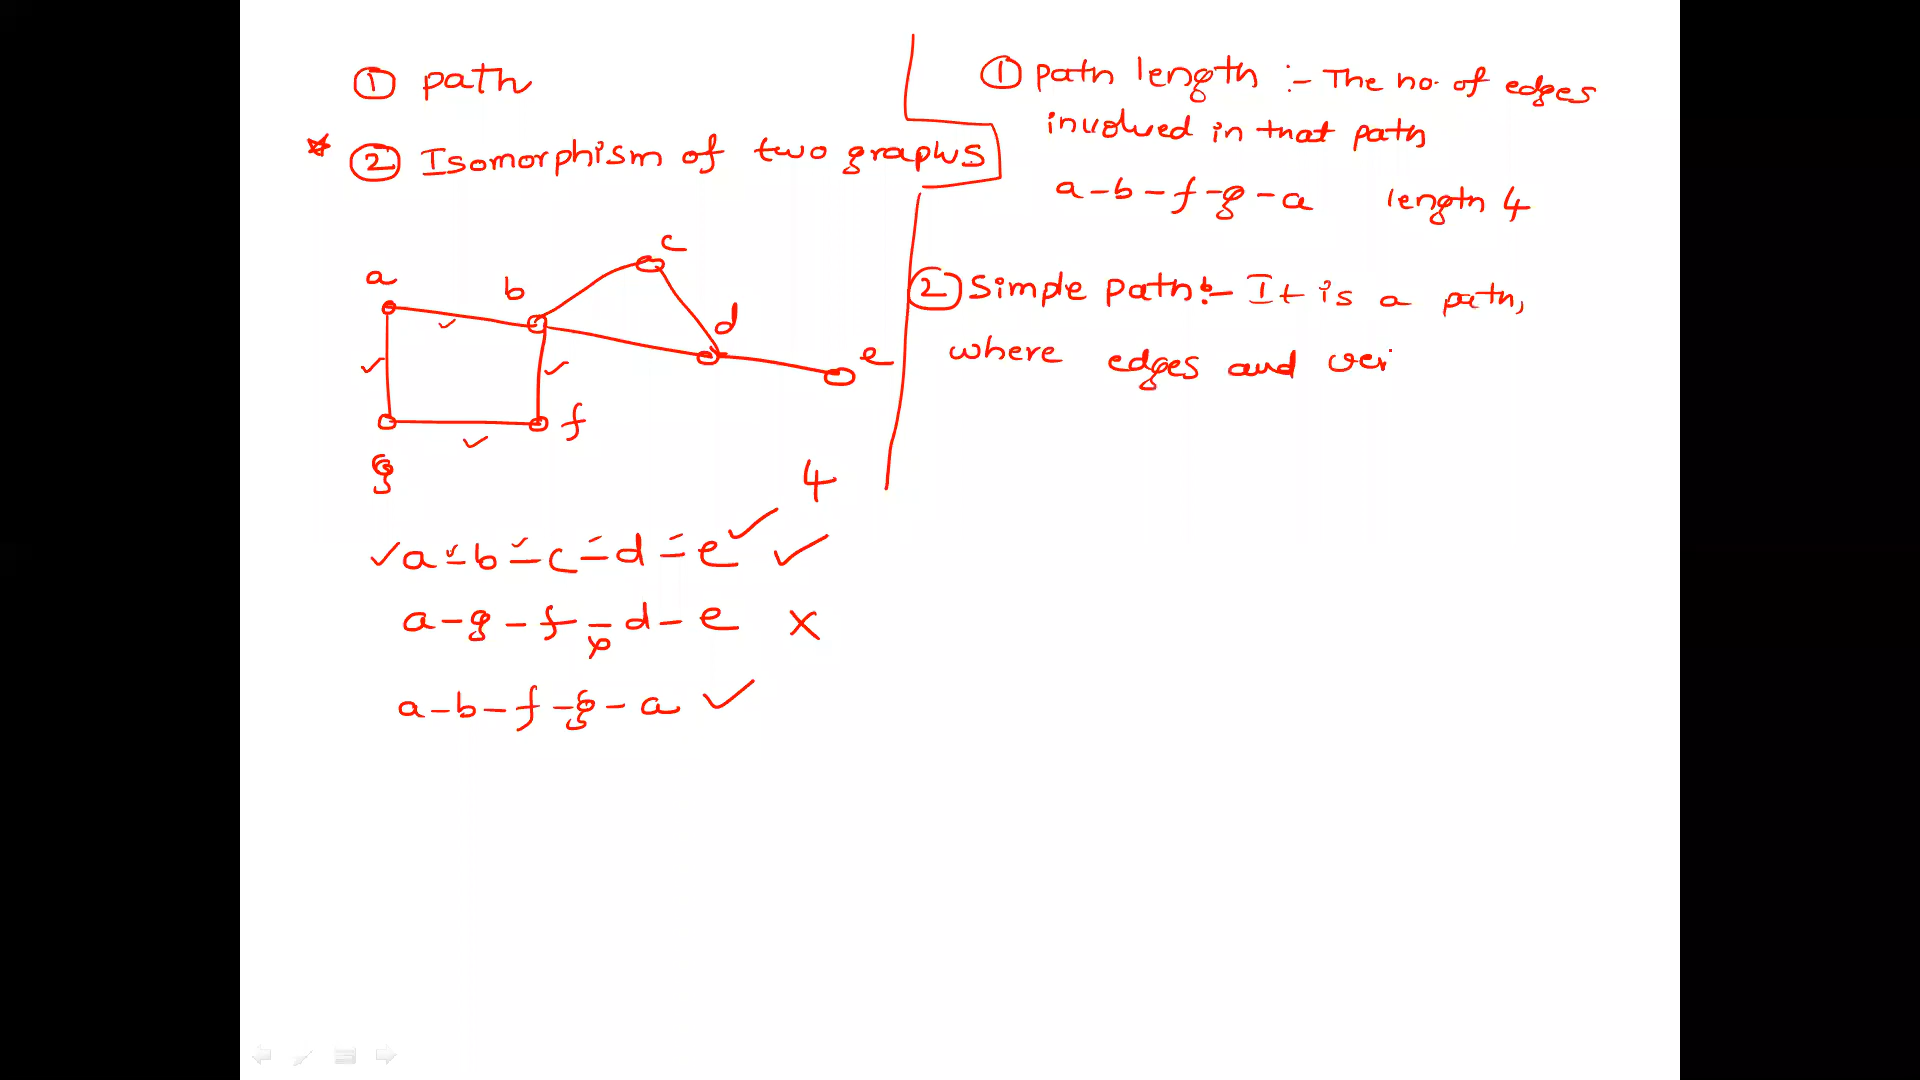 ① path
② Isomorphism of two graphs
a
b
c
d
e
f
g
4
a - b - c - d - e
a - g - f - d - e x
a - b - f - g - a
① path length :- The no. of edges
involved in that path
a - b - f - g - a length 4
② Simple path :- It is a path,
where edges and ver